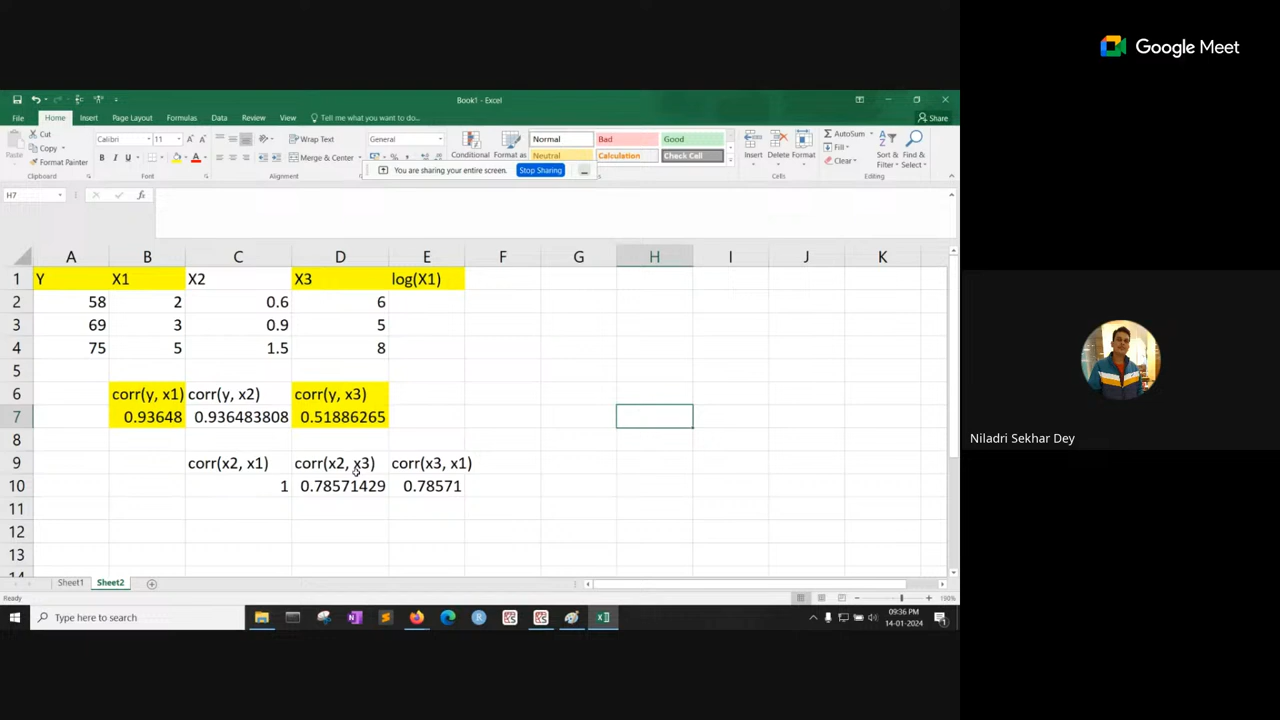 Google Meet
Book1 - Excel
File Home Insert Page Layout Formulas Data Review View Tell me what you want to do... Share
Cut
Copy
Format Painter
Paste
Clipboard
Calibri 11
B I U
Font
Wrap Text
Merge & Center
Alignment
General
You are sharing your entire screen. Stop Sharing
Conditional Format as
Normal Bad Good
Neutral Calculation Check Cell
Insert Delete Format
Cells
AutoSum
Fill
Clear
Sort & Find &
Filter Select
Editing
H7 fx
A B C D E F G H I J K
1 Y X1 X2 X3 log(X1)
2 58 2 0.6 6
3 69 3 0.9 5
4 75 5 1.5 8
5
6 corr(y, x1) corr(y, x2) corr(y, x3)
7 0.93648 0.936483808 0.51886265
8
9 corr(x2, x1) corr(x2, x3) corr(x3, x1)
10 1 0.78571429 0.78571
11
12
13
14
Sheet1 Sheet2
Ready
190%
Type here to search
09:36 PM
14-01-2024
Niladri Sekhar Dey